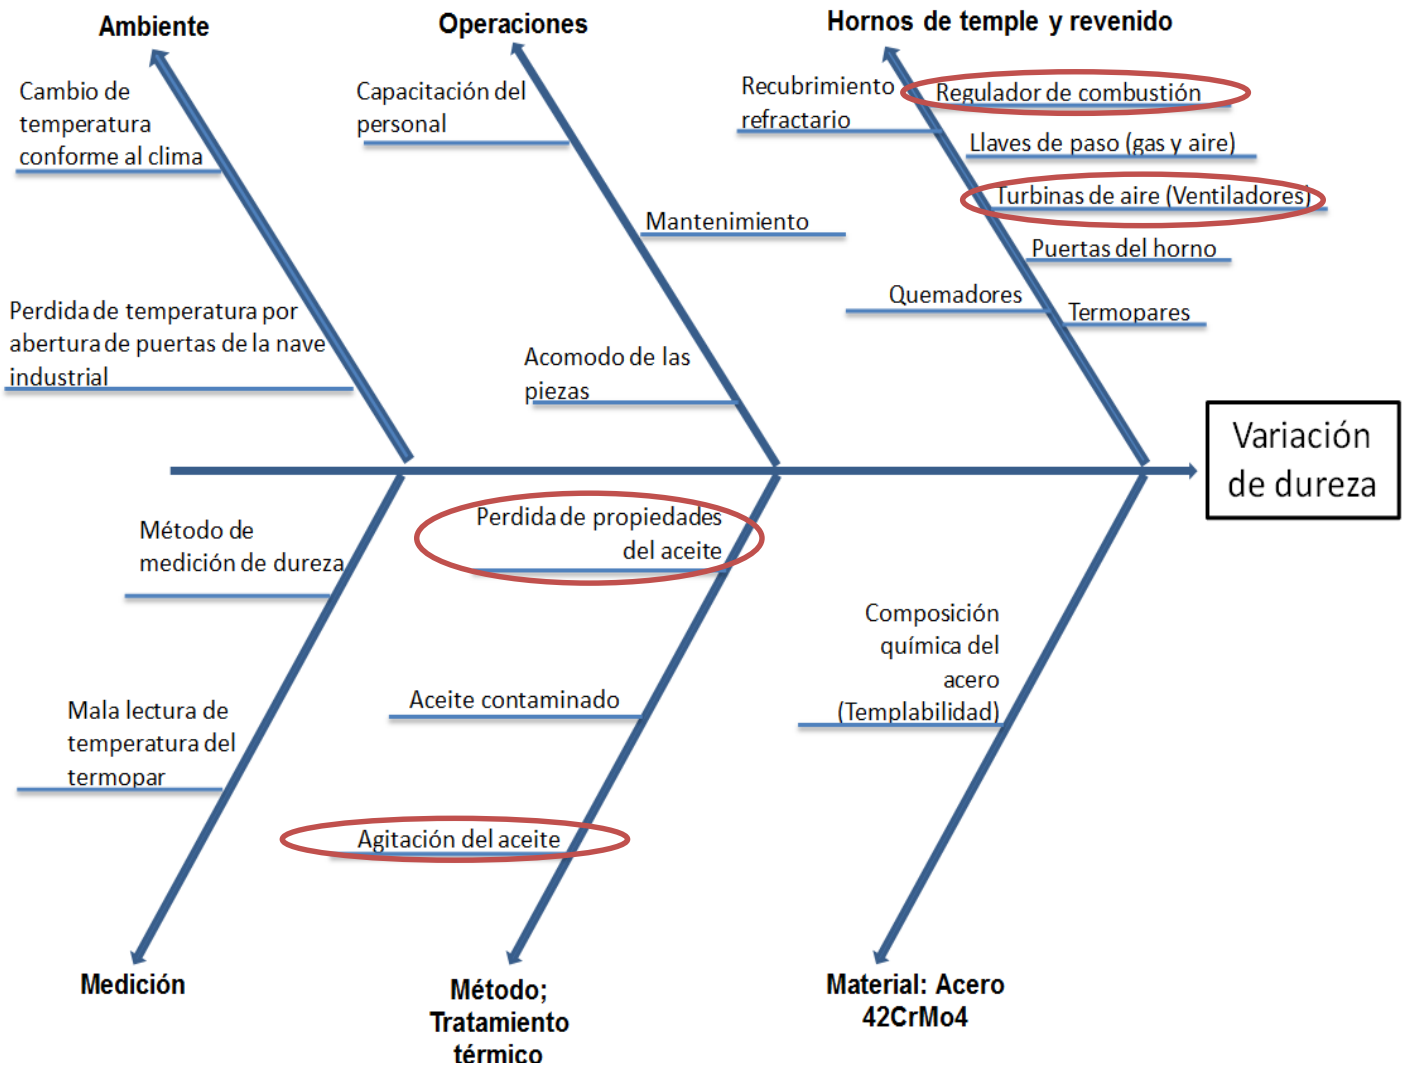 Ambiente
Operaciones
Hornos de temple y revenido
Cambio de
temperatura
conforme al clima
Perdida de temperatura por
abertura de puertas de la nave
industrial
Capacitación del
personal
Mantenimiento
Acomodo de las
piezas
Recubrimiento
refractario
Regulador de combustión
Llaves de paso (gas y aire)
Turbinas de aire (Ventiladores)
Puertas del horno
Quemadores
Termopares
Variación
de dureza
Método de
medición de dureza
Mala lectura de
temperatura del
termopar
Perdida de propiedades
del aceite
Aceite contaminado
Agitación del aceite
Composición
química del
acero
(Templabilidad)
Medición
Método;
Tratamiento
térmico
Material: Acero
42CrMo4